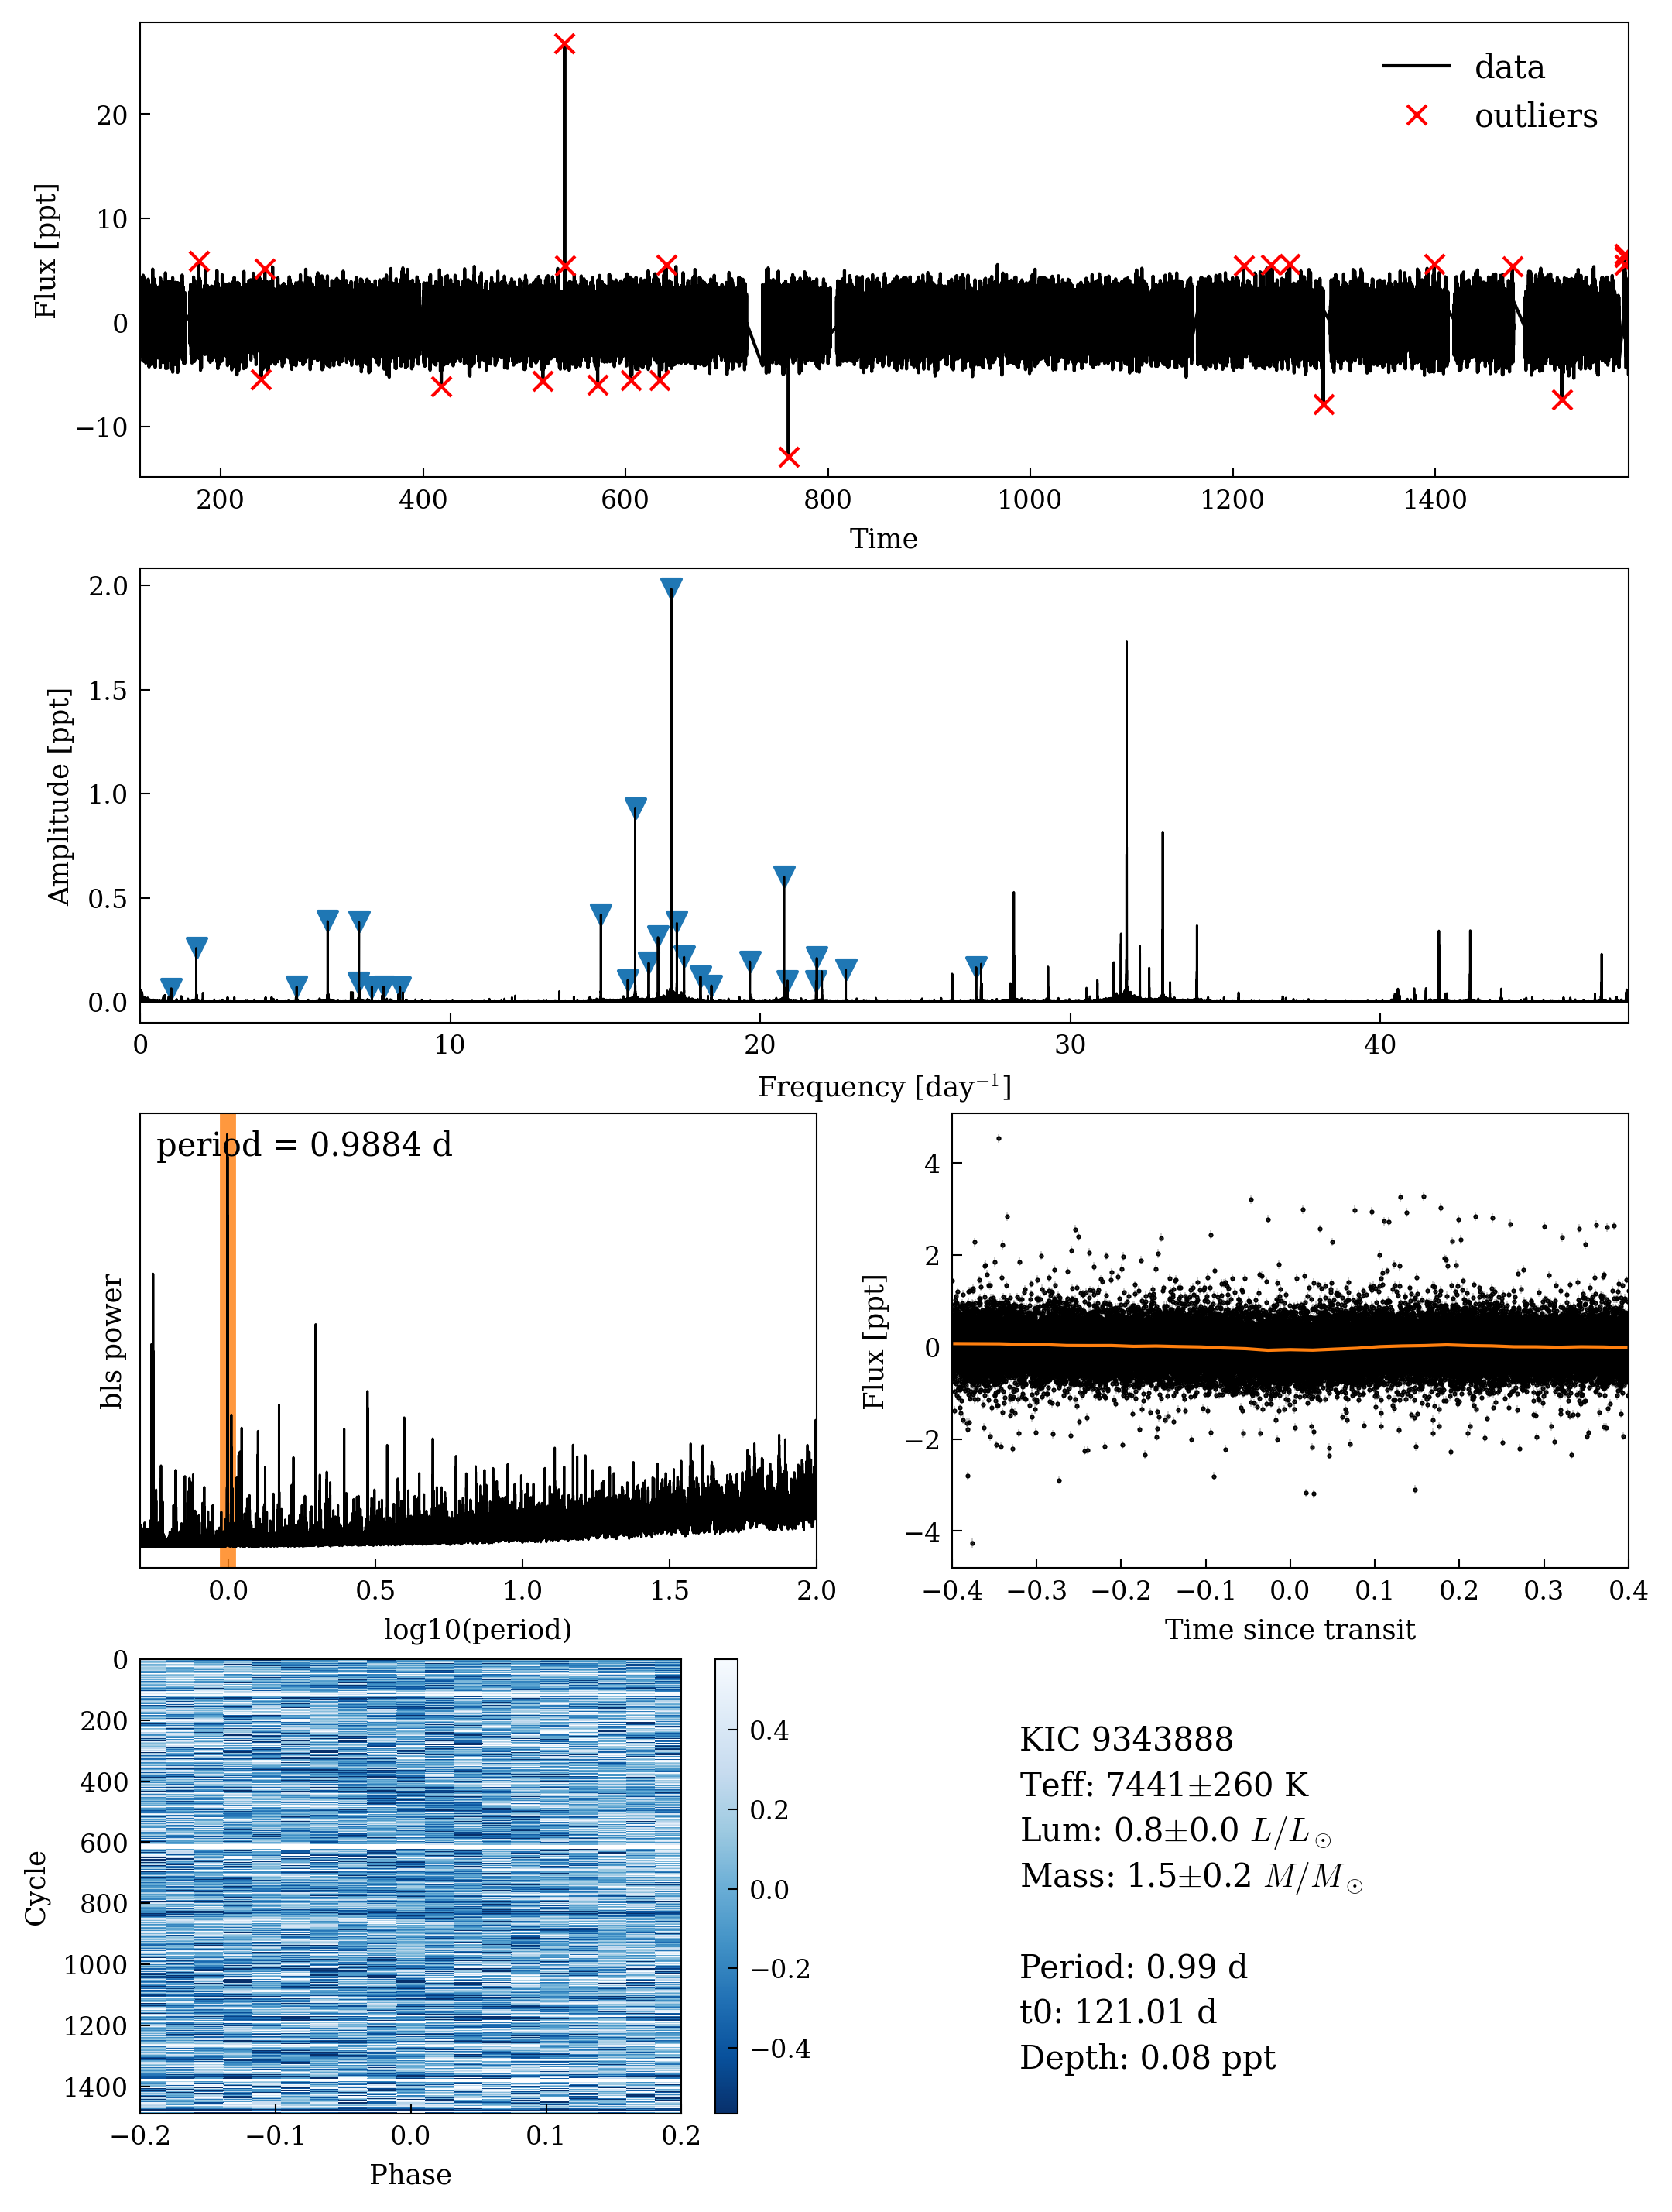 data
outliers
20
10
0
−10
Flux [ppt]
200 400 600 800 1000 1200 1400
Time
2.0
1.5
1.0
0.5
0.0
Amplitude [ppt]
0 10 20 30 40
Frequency [day⁻¹]
period = 0.9884 d
bls power
0.0 0.5 1.0 1.5 2.0
log10(period)
4
2
0
−2
−4
Flux [ppt]
−0.4 −0.3 −0.2 −0.1 0.0 0.1 0.2 0.3 0.4
Time since transit
0
200
400
600
800
1000
1200
1400
Cycle
−0.2 −0.1 0.0 0.1 0.2
Phase
0.4
0.2
0.0
−0.2
−0.4
KIC 9343888
Teff: 7441±260 K
Lum: 0.8±0.0 L/L☉
Mass: 1.5±0.2 M/M☉
Period: 0.99 d
t0: 121.01 d
Depth: 0.08 ppt